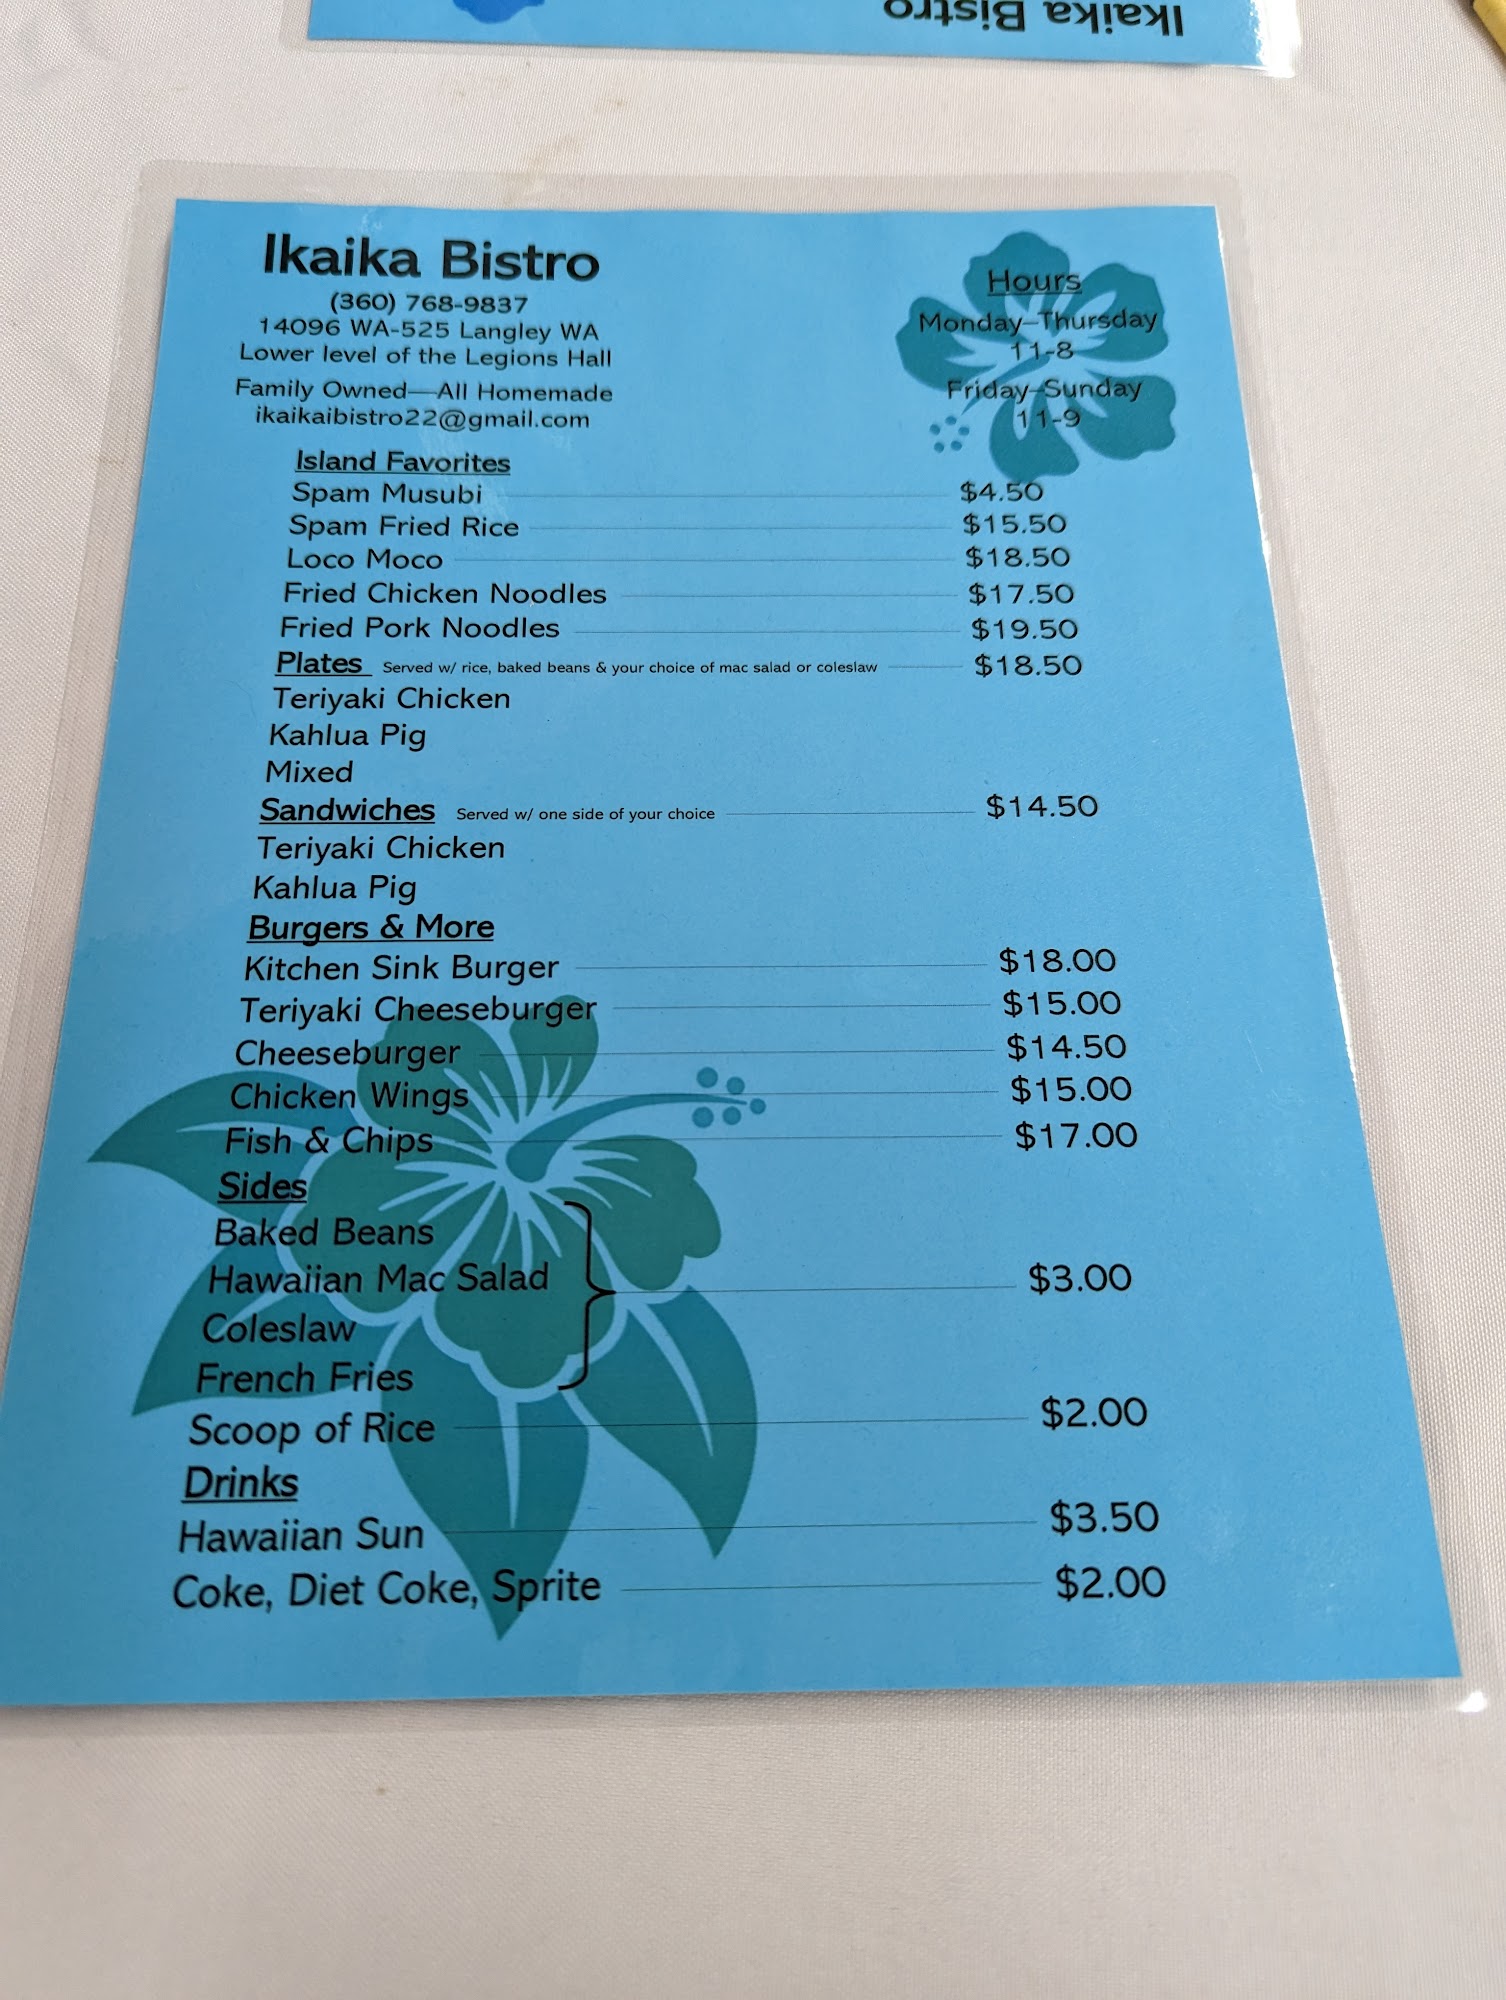 Ikaika Bistro
Ikaika Bistro
(360) 768-9837
14096 WA-525 Langley WA
Lower level of the Legions Hall
Family Owned—All Homemade
ikaikaibistro22@gmail.com
Hours
Monday–Thursday
11-8
Friday–Sunday
11-9
Island Favorites
Spam Musubi $4.50
Spam Fried Rice $15.50
Loco Moco $18.50
Fried Chicken Noodles $17.50
Fried Pork Noodles $19.50
Plates Served w/ rice, baked beans & your choice of mac salad or coleslaw $18.50
Teriyaki Chicken
Kahlua Pig
Mixed
Sandwiches Served w/ one side of your choice $14.50
Teriyaki Chicken
Kahlua Pig
Burgers & More
Kitchen Sink Burger $18.00
Teriyaki Cheeseburger $15.00
Cheeseburger $14.50
Chicken Wings $15.00
Fish & Chips $17.00
Sides
Baked Beans
Hawaiian Mac Salad $3.00
Coleslaw
French Fries
Scoop of Rice $2.00
Drinks
Hawaiian Sun $3.50
Coke, Diet Coke, Sprite $2.00